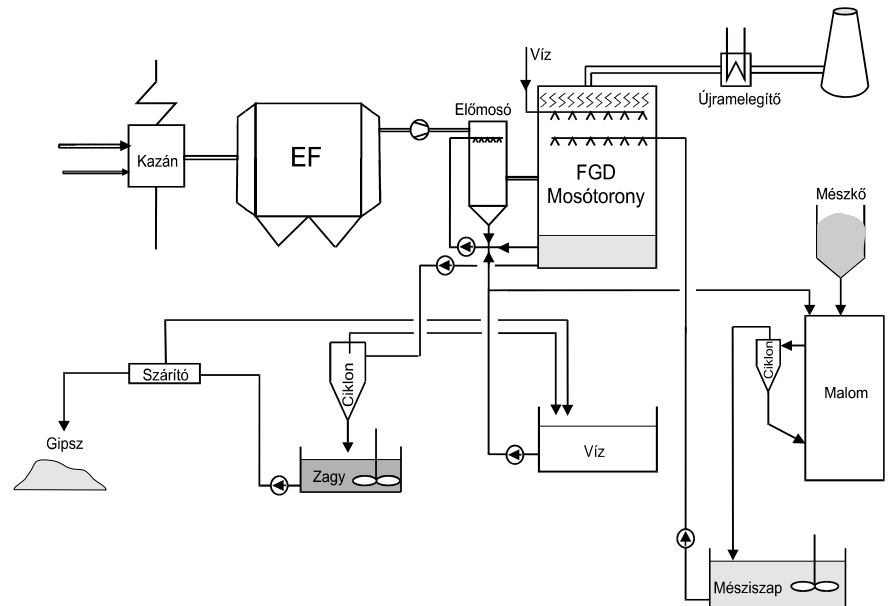 Víz
Újramelegítő
Előmosó
Kazán
EF
FGD
Mosótorony
Mészkő
Szárító
Ciklon
Ciklon
Malom
Gipsz
Zagy
Víz
Mésziszap